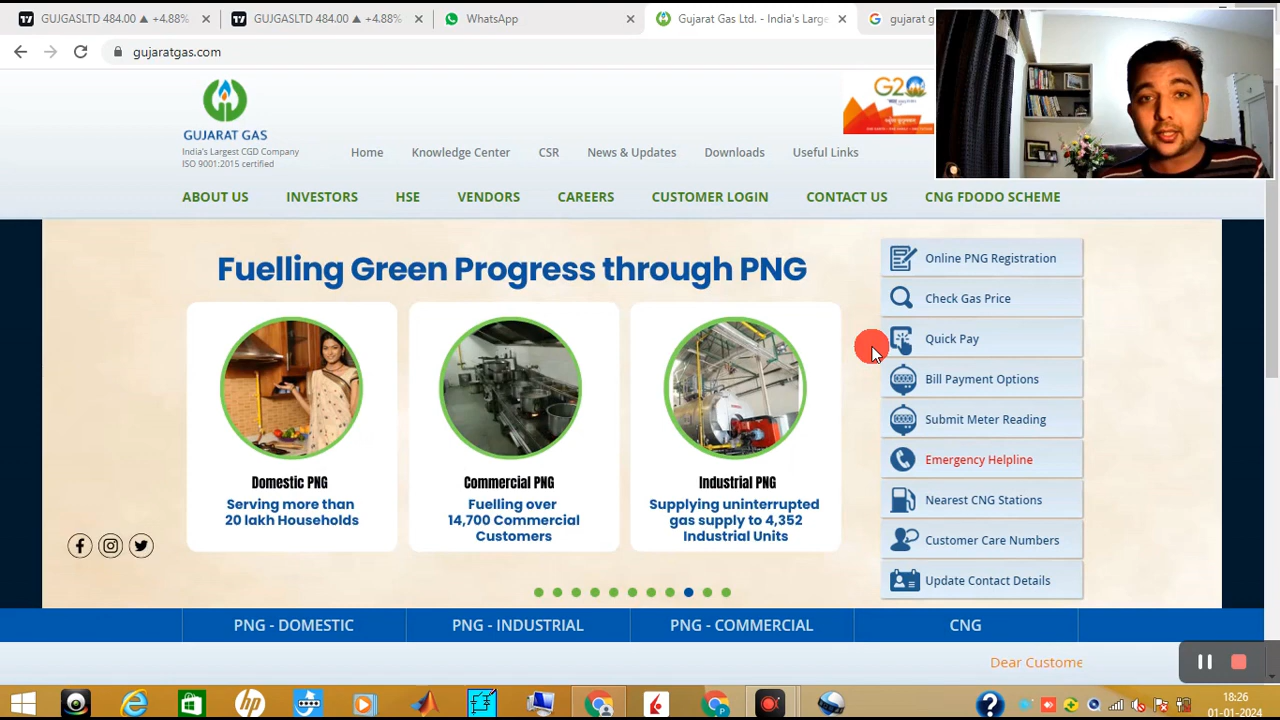 GUJGASLTD 484.00 ▲ +4.88%
GUJGASLTD 484.00 ▲ +4.88%
WhatsApp
Gujarat Gas Ltd. - India's Large
gujarat g
gujaratgas.com
GUJARAT GAS
India's Largest CGD Company
ISO 9001:2015 certified
G20
Home
Knowledge Center
CSR
News & Updates
Downloads
Useful Links
ABOUT US
INVESTORS
HSE
VENDORS
CAREERS
CUSTOMER LOGIN
CONTACT US
CNG FDODO SCHEME
Fuelling Green Progress through PNG
Domestic PNG
Serving more than
20 lakh Households
Commercial PNG
Fuelling over
14,700 Commercial
Customers
Industrial PNG
Supplying uninterrupted
gas supply to 4,352
Industrial Units
Online PNG Registration
Check Gas Price
Quick Pay
Bill Payment Options
Submit Meter Reading
Emergency Helpline
Nearest CNG Stations
Customer Care Numbers
Update Contact Details
PNG - DOMESTIC
PNG - INDUSTRIAL
PNG - COMMERCIAL
CNG
Dear Custome
hp
18:26
01-01-2024